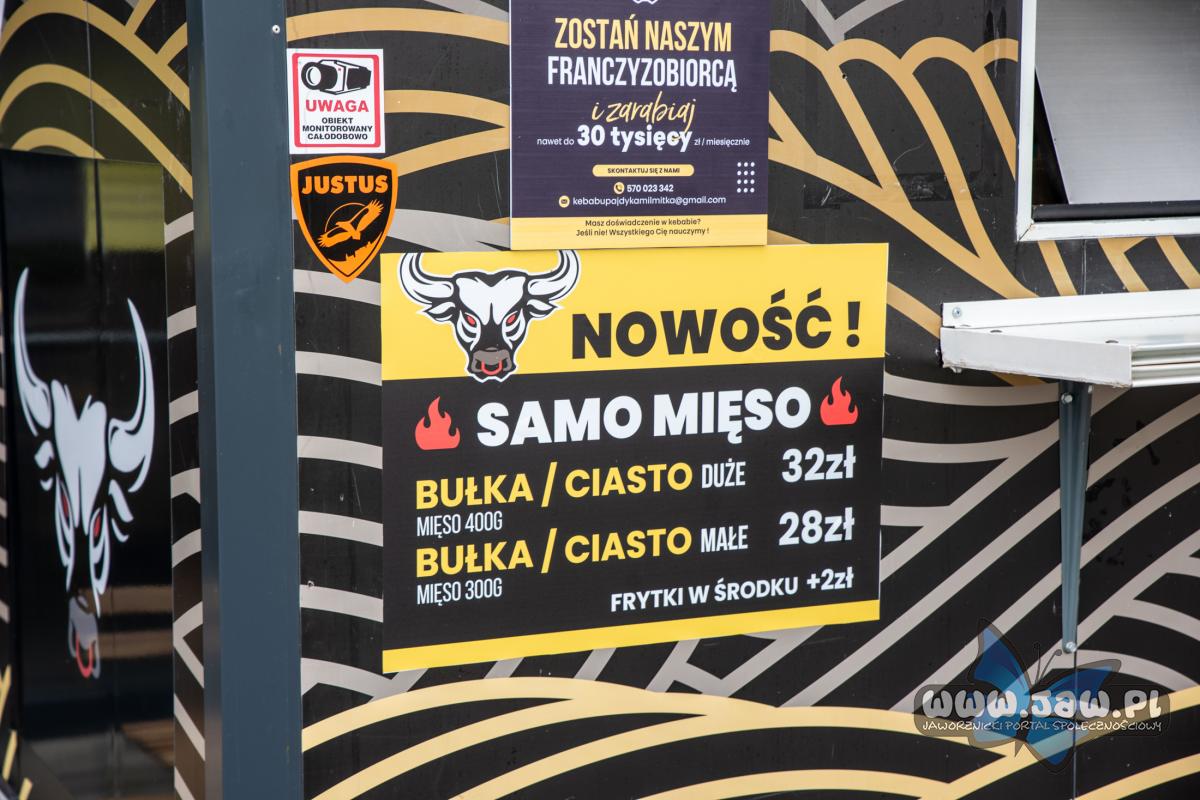 ZOSTAŃ NASZYM
FRANCZYZOBIORCĄ
i zarabiaj
nawet do 30 tysięcy zł / miesięcznie
SKONTAKTUJ SIĘ Z NAMI
570 023 342
kebabupajdykamilmitka@gmail.com
Masz doświadczenie w kebabie?
Jeśli nie! Wszystkiego Cię nauczymy !
UWAGA
OBIEKT
MONITOROWANY
CAŁODOBOWO
JUSTUS
NOWOŚĆ !
SAMO MIĘSO
BUŁKA / CIASTO DUŻE 32zł
MIĘSO 400G
BUŁKA / CIASTO MAŁE 28zł
MIĘSO 300G
FRYTKI W ŚRODKU +2zł
www.jaw.pl
JAWORZNICKI PORTAL SPOŁECZNOŚCIOWY